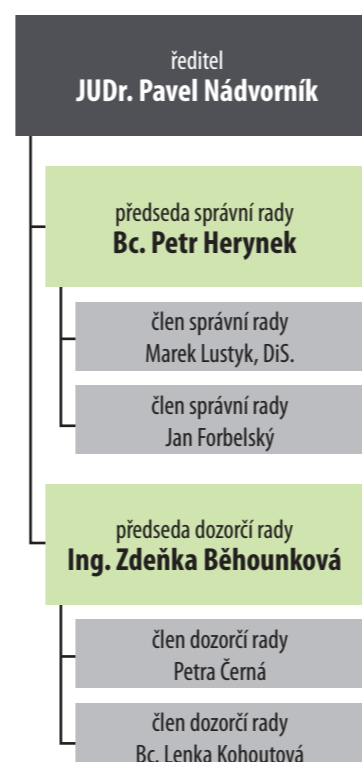 ředitel
JUDr. Pavel Nádvorník
předseda správní rady
Bc. Petr Herynek
člen správní rady
Marek Lustyk, DiS.
člen správní rady
Jan Forbelský
předseda dozorčí rady
Ing. Zdeňka Běhounková
člen dozorčí rady
Petra Černá
člen dozorčí rady
Bc. Lenka Kohoutová